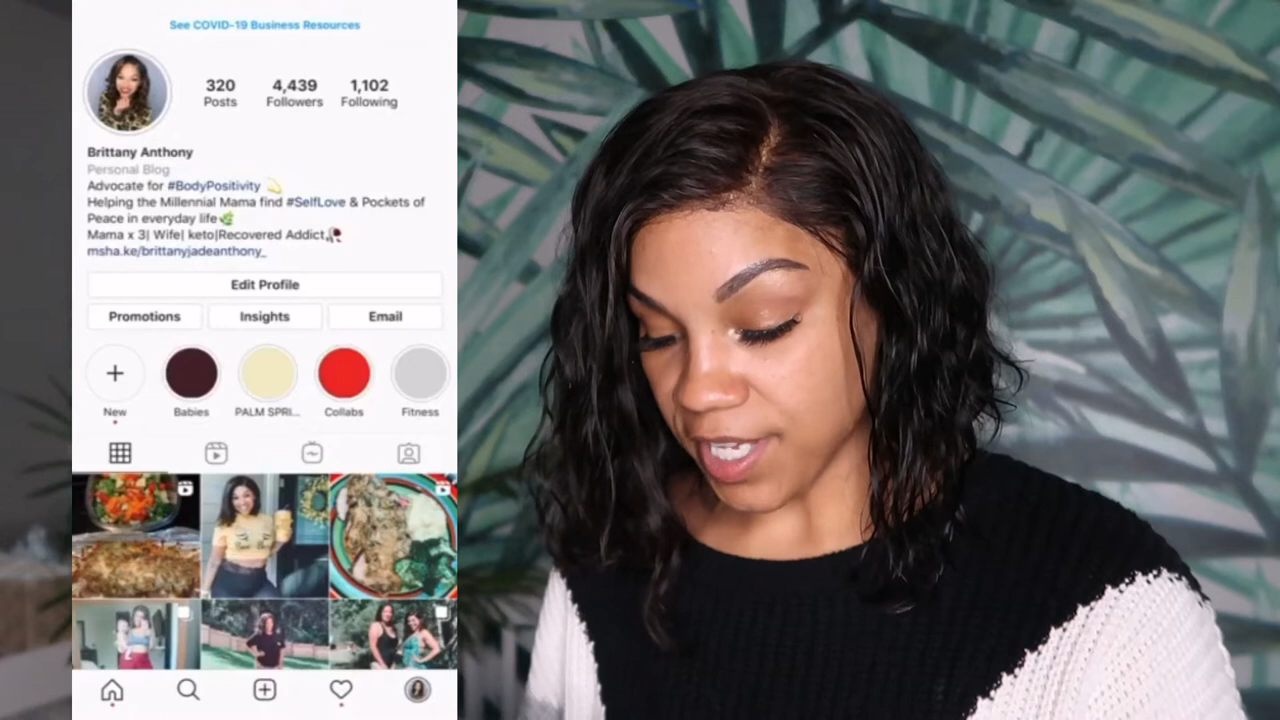 See COVID-19 Business Resources
320 4,439 1,102
Posts Followers Following
Brittany Anthony
Personal Blog
Advocate for #BodyPositivity 💫
Helping the Millennial Mama find #SelfLove & Pockets of
Peace in everyday life🌿
Mama x 3| Wife| keto|Recovered Addict🥀
msha.ke/brittanyjadeanthony_
Edit Profile
Promotions Insights Email
New Babies PALM SPRI... Collabs Fitness